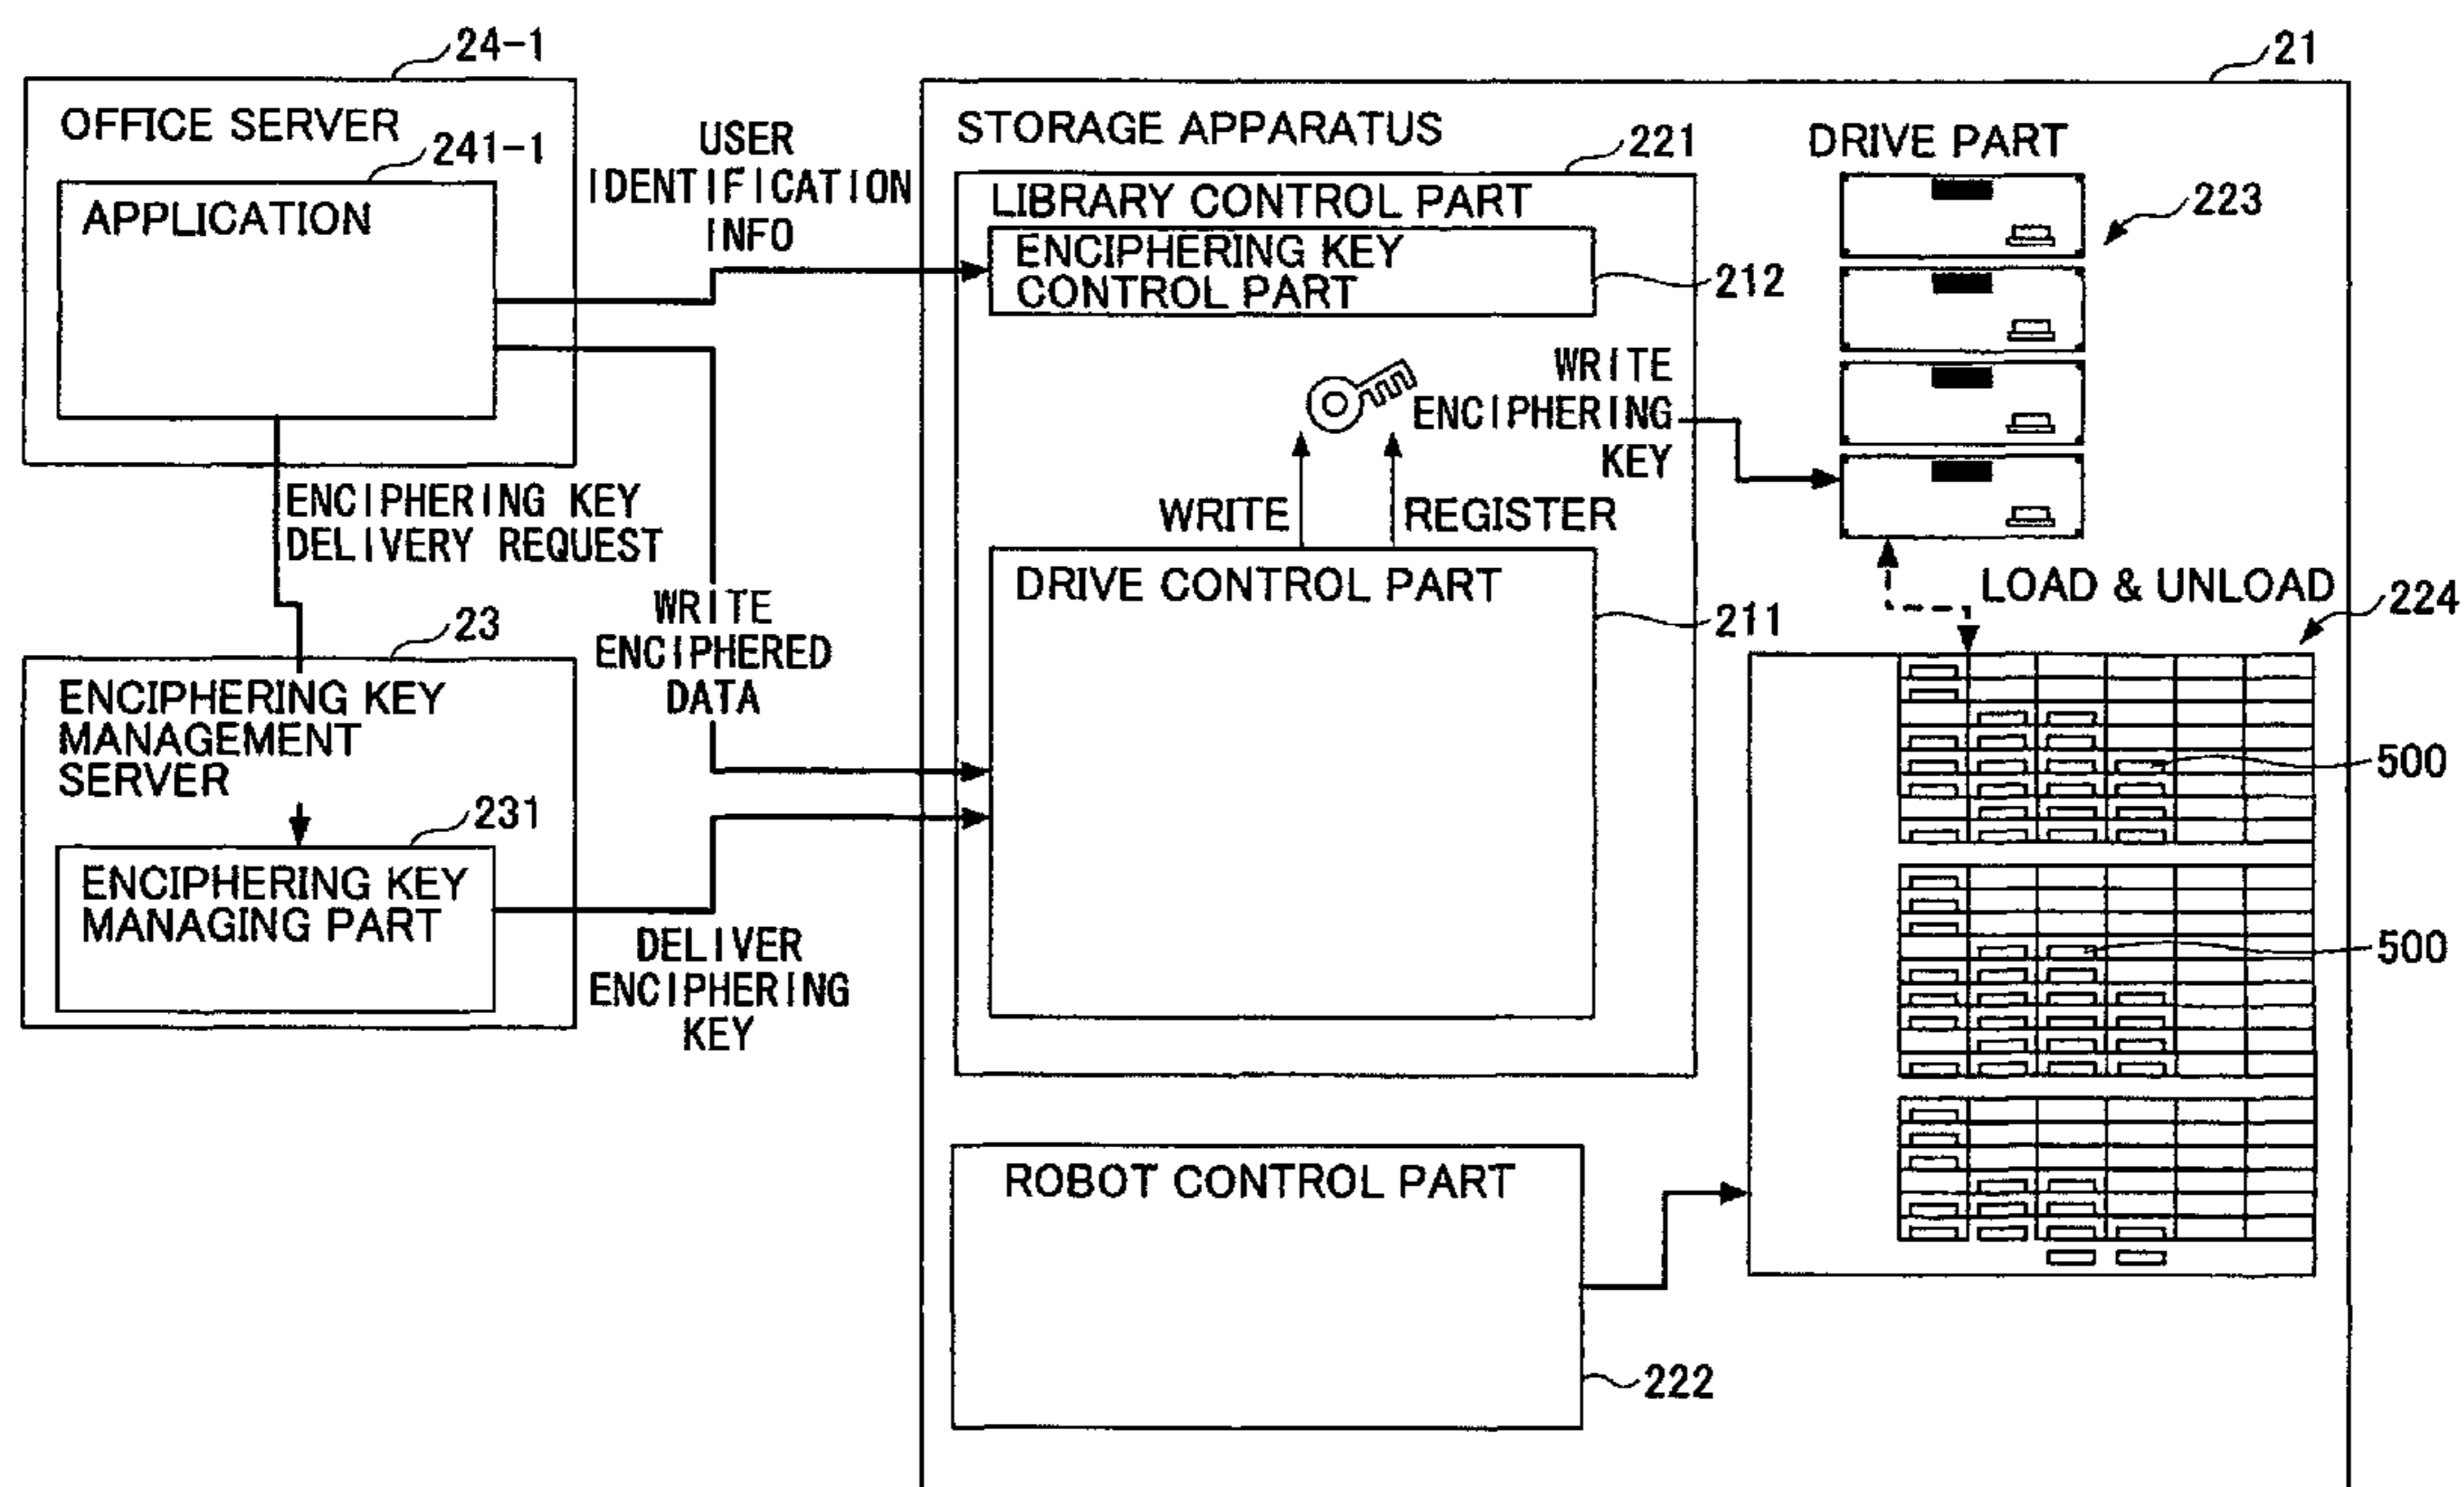 24-1
OFFICE SERVER
241-1
APPLICATION
USER
IDENTIFICATION
INFO
ENCIPHERING KEY
DELIVERY REQUEST
WRITE
ENCIPHERED
DATA
23
ENCIPHERING KEY
MANAGEMENT
SERVER
231
ENCIPHERING KEY
MANAGING PART
DELIVER
ENCIPHERING
KEY
21
STORAGE APPARATUS
221
LIBRARY CONTROL PART
ENCIPHERING KEY
CONTROL PART
212
WRITE
ENCIPHERING
KEY
WRITE
REGISTER
DRIVE CONTROL PART
211
DRIVE PART
223
LOAD & UNLOAD
224
500
500
ROBOT CONTROL PART
222